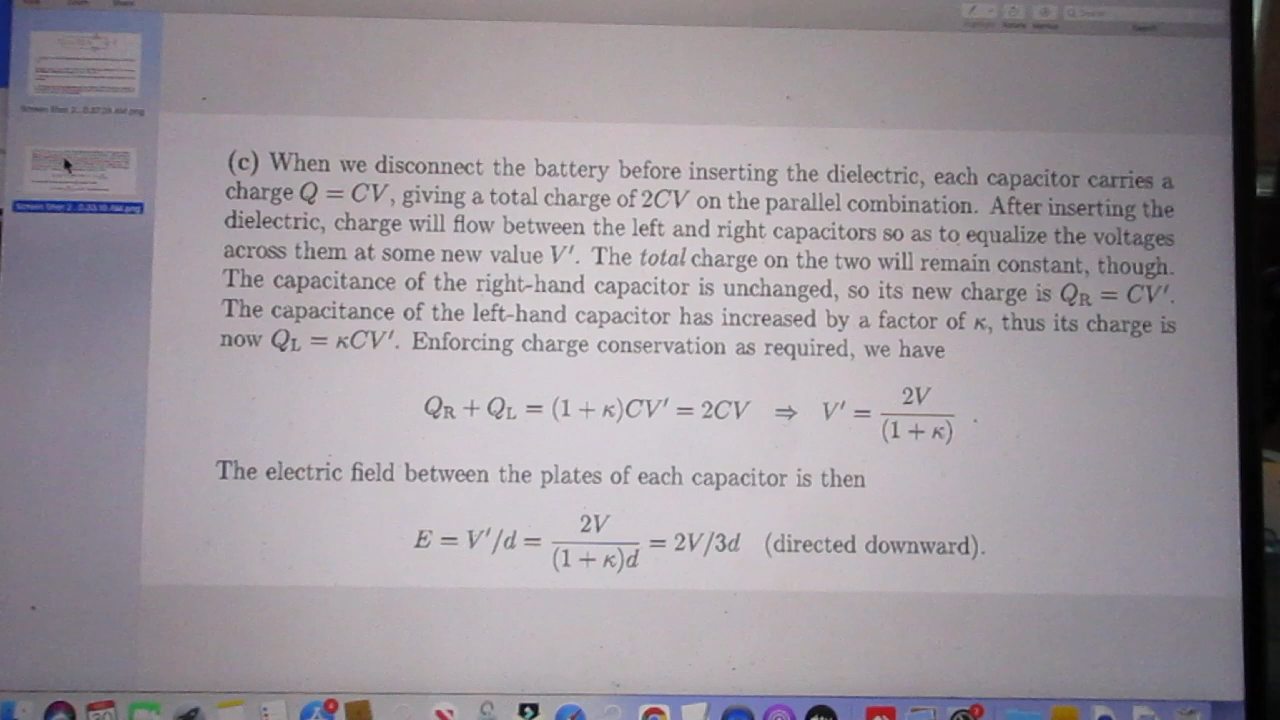 (c) When we disconnect the battery before inserting the dielectric, each capacitor carries a
charge Q = CV, giving a total charge of 2CV on the parallel combination. After inserting the
dielectric, charge will flow between the left and right capacitors so as to equalize the voltages
across them at some new value V′. The total charge on the two will remain constant, though.
The capacitance of the right-hand capacitor is unchanged, so its new charge is Q_R = CV′.
The capacitance of the left-hand capacitor has increased by a factor of κ, thus its charge is
now Q_L = κCV′. Enforcing charge conservation as required, we have
Q_R + Q_L = (1 + κ)CV′ = 2CV ⇒ V′ = 2V/(1 + κ) .
The electric field between the plates of each capacitor is then
E = V′/d = 2V/(1 + κ)d = 2V/3d (directed downward).